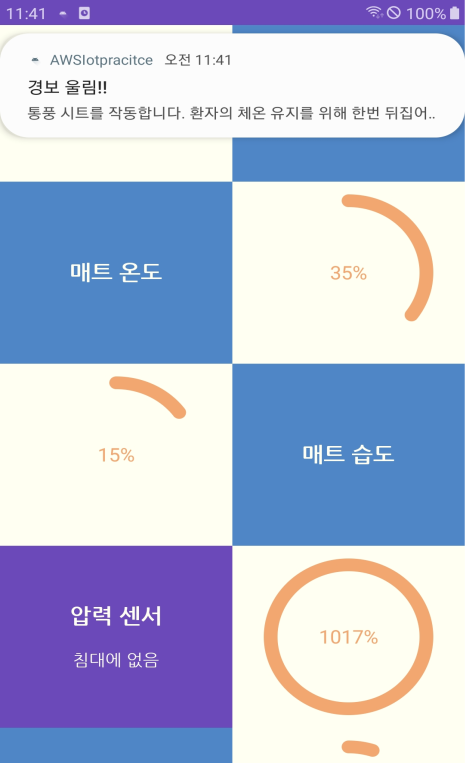 11:41 100%
AWSIotpracitce 오전 11:41
경보 울림!!
통풍 시트를 작동합니다. 환자의 체온 유지를 위해 한번 뒤집어..
매트 온도
35%
15%
매트 습도
압력 센서
침대에 없음
1017%